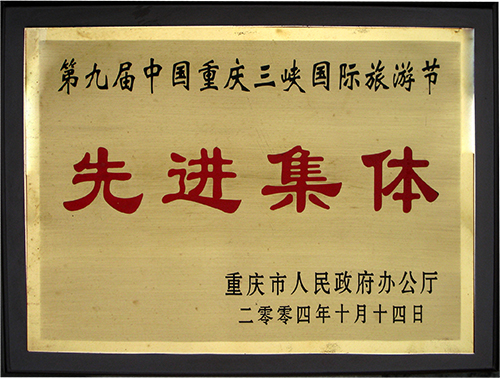 第九届中国重庆三峡国际旅游节
先进集体
重庆市人民政府办公厅
二零零四年十月十四日